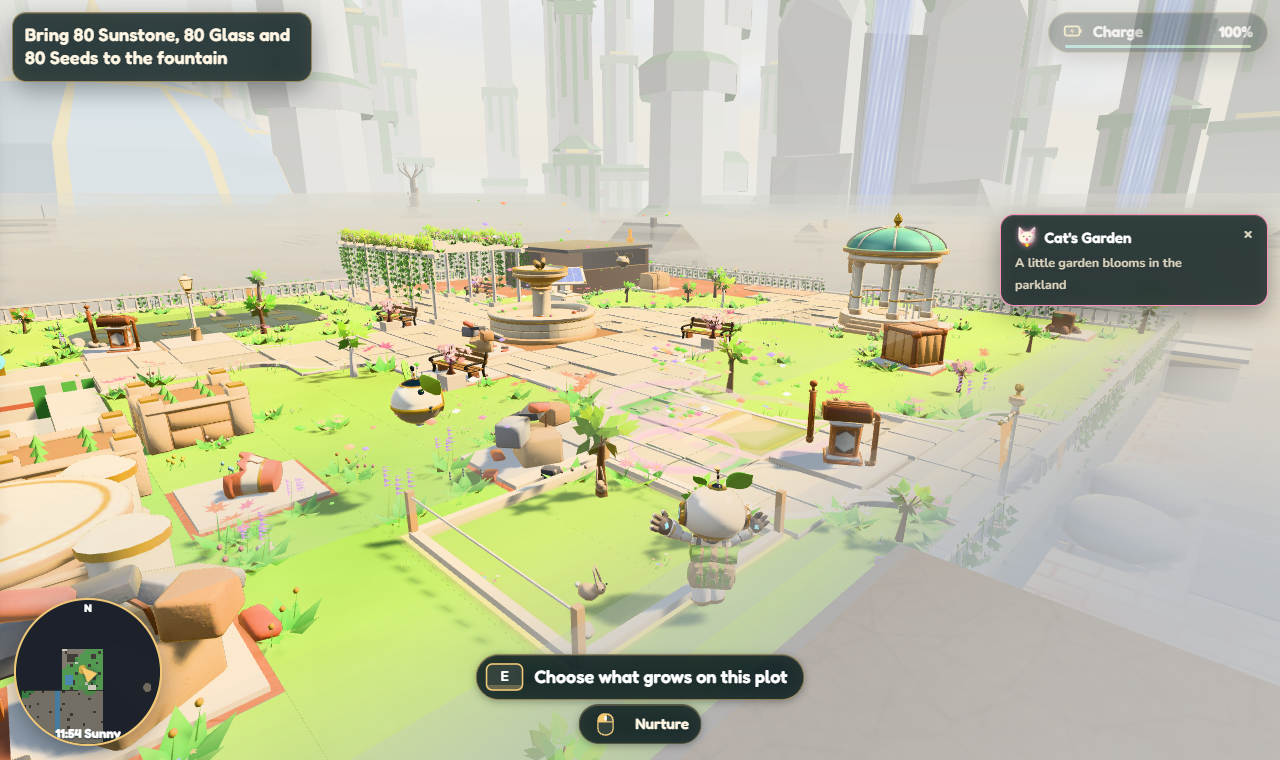 Bring 80 Sunstone, 80 Glass and
80 Seeds to the fountain
Charge 100%
Cat's Garden ×
A little garden blooms in the
parkland
N
11:54 Sunny
E Choose what grows on this plot
Nurture